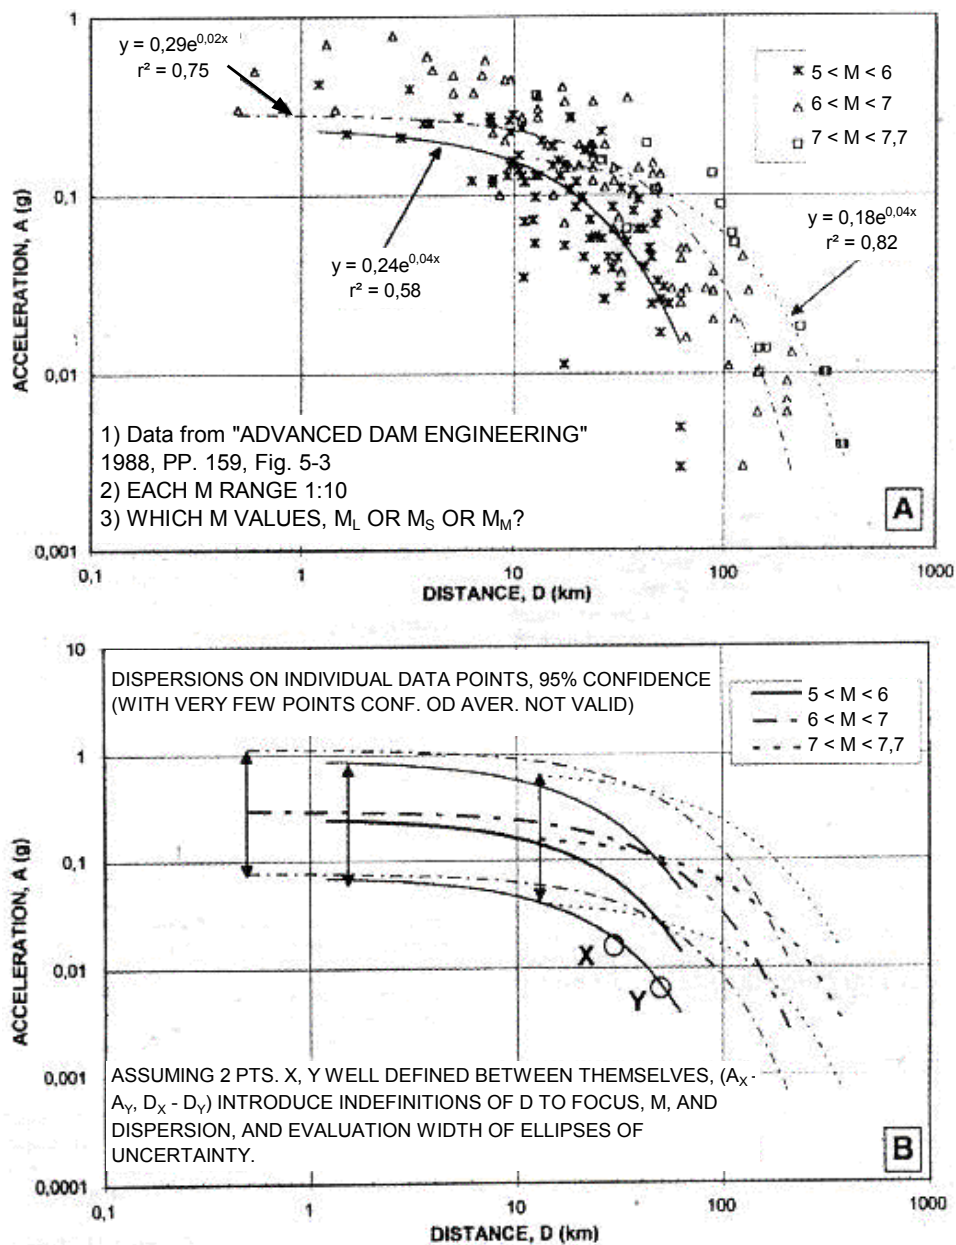 1
y = 0,29e^0,02x
r² = 0,75
5 < M < 6
6 < M < 7
7 < M < 7,7
ACCELERATION, A (g)
0,1
y = 0,18e^0,04x
r² = 0,82
y = 0,24e^0,04x
r² = 0,58
0,01
1) Data from "ADVANCED DAM ENGINEERING"
1988, PP. 159, Fig. 5-3
2) EACH M RANGE 1:10
3) WHICH M VALUES, M_L OR M_S OR M_M?
A
0,001
0,1 1 10 100 1000
DISTANCE, D (km)
10
DISPERSIONS ON INDIVIDUAL DATA POINTS, 95% CONFIDENCE
(WITH VERY FEW POINTS CONF. OD AVER. NOT VALID)
5 < M < 6
6 < M < 7
7 < M < 7,7
1
ACCELERATION, A (g)
0,1
X
0,01
Y
0,001
ASSUMING 2 PTS. X, Y WELL DEFINED BETWEEN THEMSELVES, (A_X -
A_Y, D_X - D_Y) INTRODUCE INDEFINITIONS OF D TO FOCUS, M, AND
DISPERSION, AND EVALUATION WIDTH OF ELLIPSES OF
UNCERTAINTY.
B
0,0001
0,1 1 10 100 1000
DISTANCE, D (km)